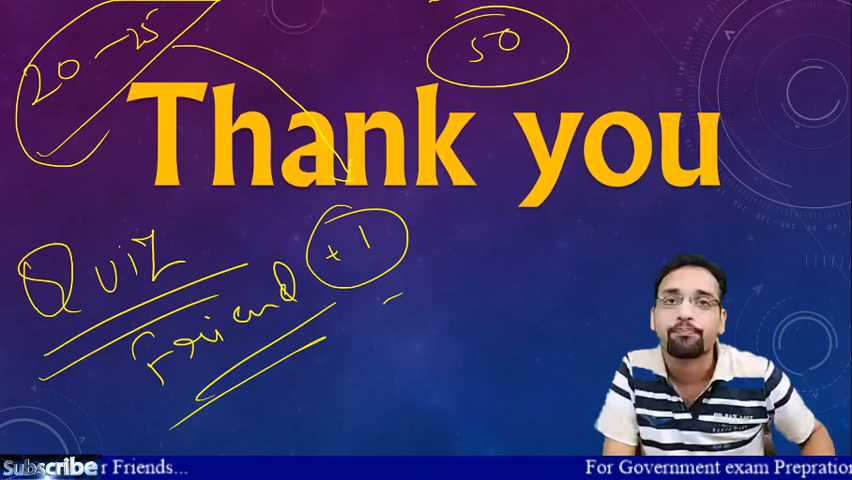 20-25
50
Thank you
Quiz
Friend +1
Subscribe r Friends... For Government exam Prepration